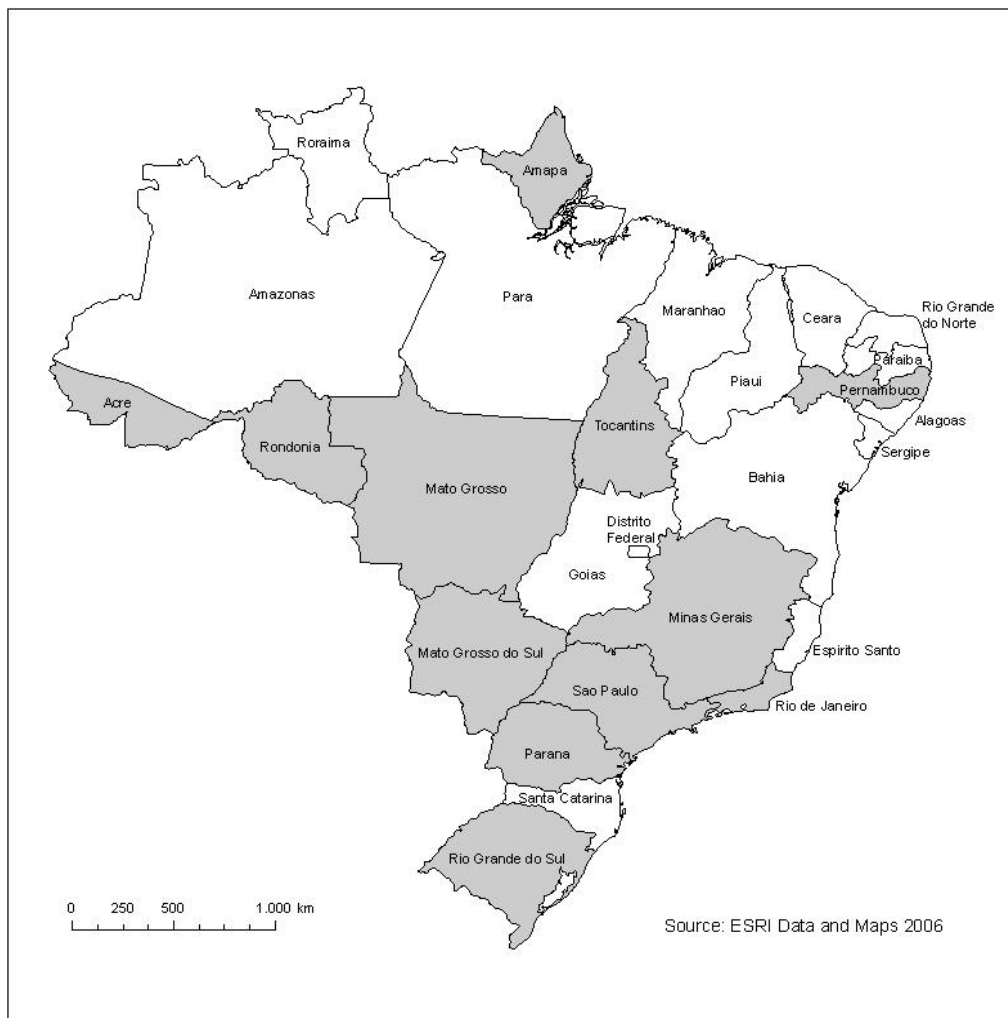 Roraima
Amapa
Amazonas
Para
Maranhao
Ceara
Rio Grande
do Norte
Paraiba
Piaui
Pernambuco
Acre
Alagoas
Tocantins
Rondonia
Sergipe
Bahia
Mato Grosso
Distrito
Federal
Goias
Minas Gerais
Mato Grosso do Sul
Espirito Santo
Sao Paulo
Rio de Janeiro
Parana
Santa Catarina
Rio Grande do Sul
0 250 500 1.000 km
Source: ESRI Data and Maps 2006